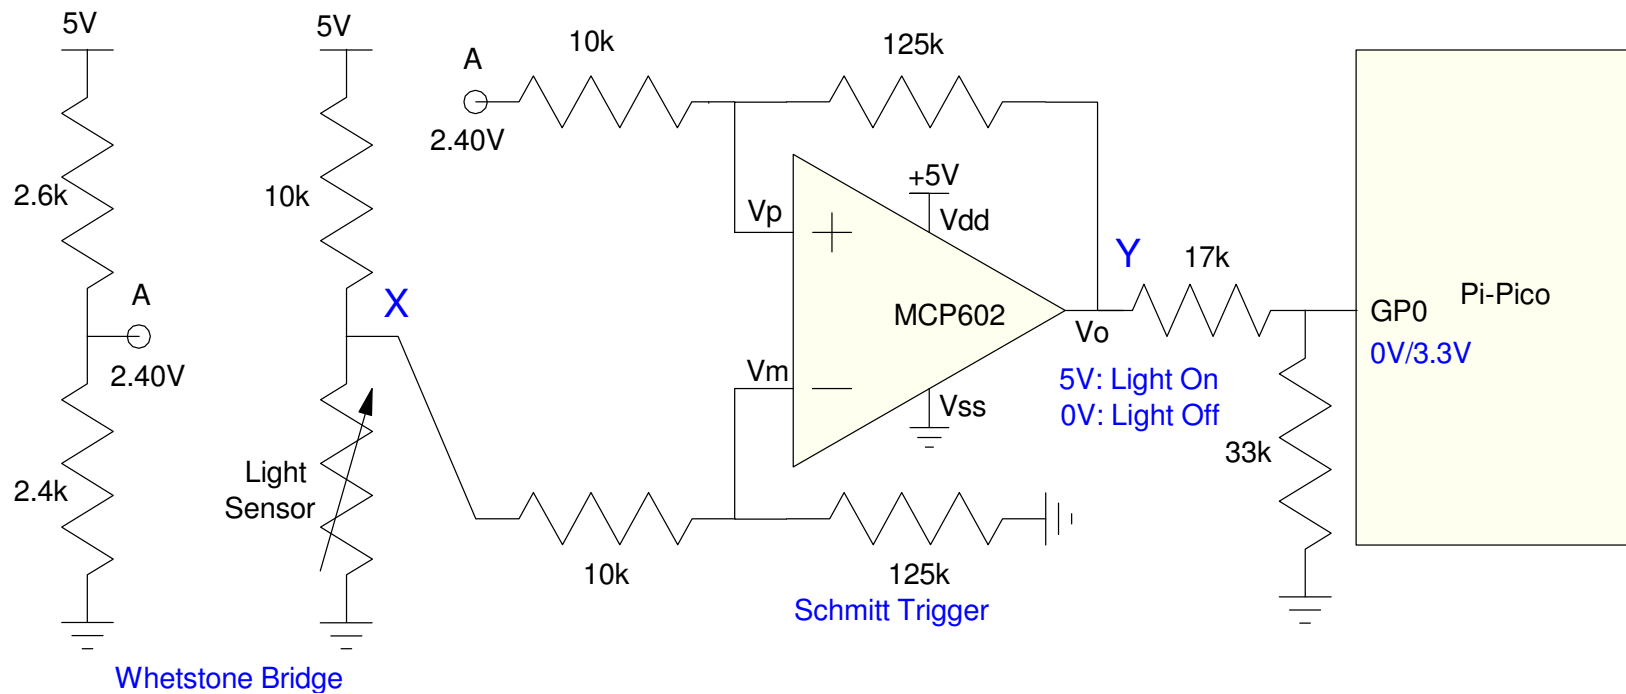 5V
2.6k
A
2.40V
2.4k
5V
10k
X
Light
Sensor
Whetstone Bridge
A
2.40V
10k
125k
Vp
+5V
Vdd
MCP602
Vm
Vss
Vo
Y
5V: Light On
0V: Light Off
10k
125k
Schmitt Trigger
17k
33k
GP0
0V/3.3V
Pi-Pico